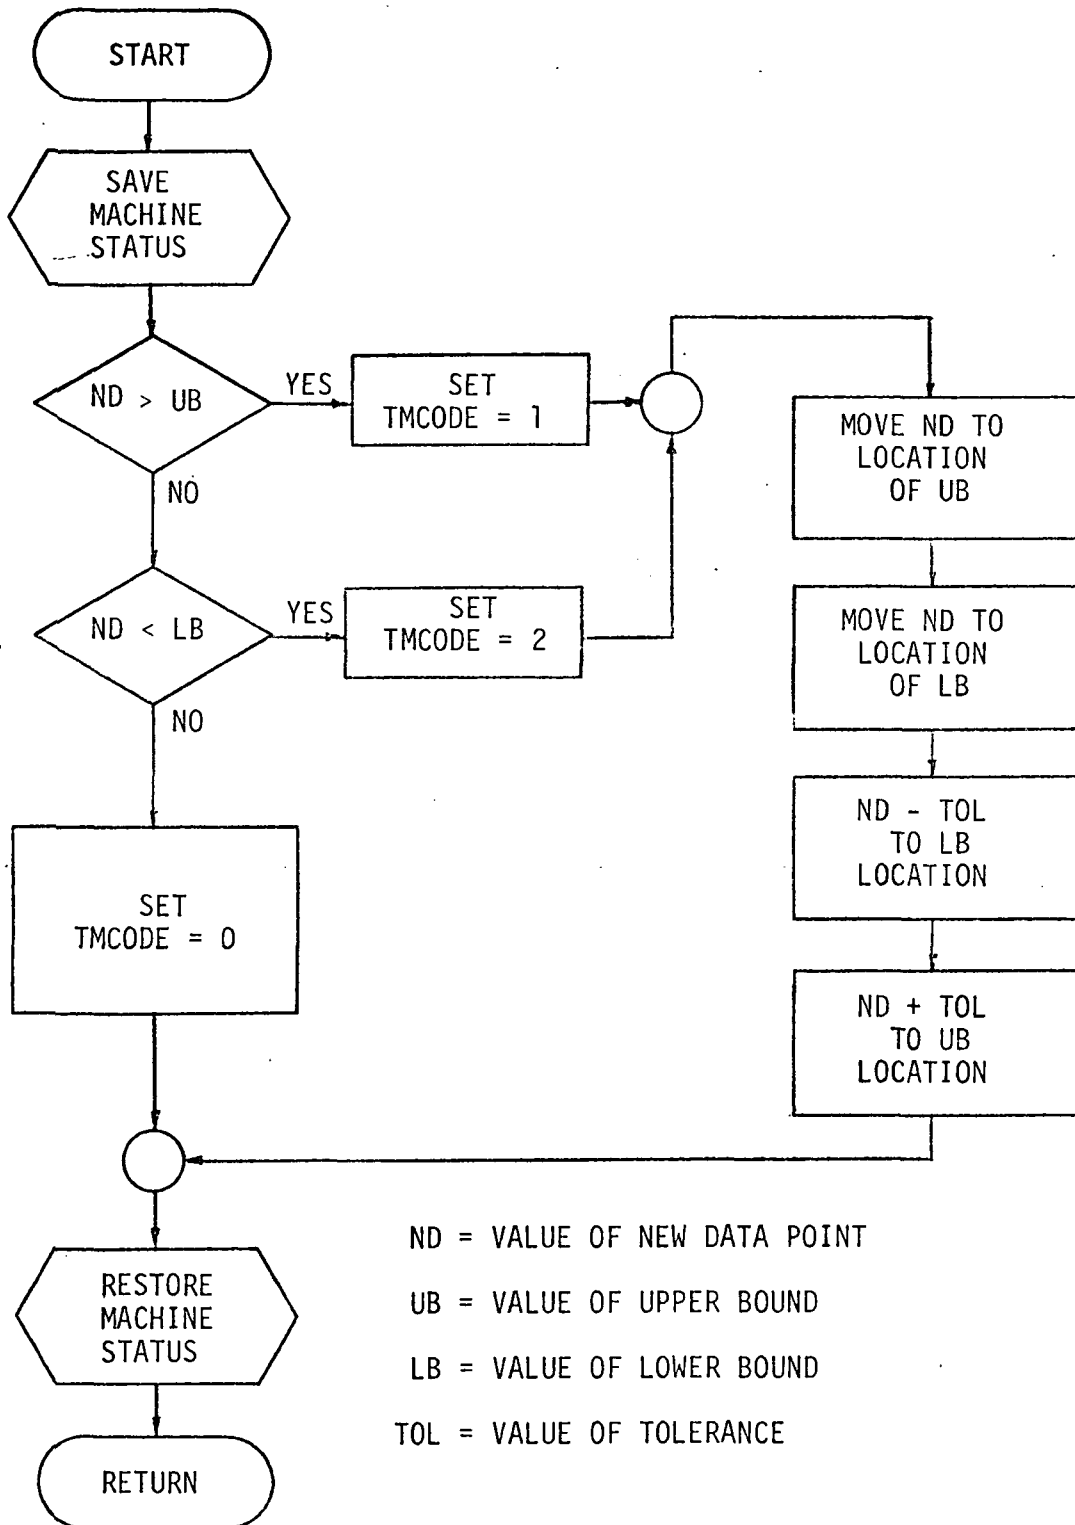 START
SAVE
MACHINE
STATUS
ND > UB
YES
SET
TMCODE = 1
NO
MOVE ND TO
LOCATION
OF UB
ND < LB
YES
SET
TMCODE = 2
NO
MOVE ND TO
LOCATION
OF LB
ND - TOL
TO LB
LOCATION
SET
TMCODE = 0
ND + TOL
TO UB
LOCATION
RESTORE
MACHINE
STATUS
RETURN
ND = VALUE OF NEW DATA POINT
UB = VALUE OF UPPER BOUND
LB = VALUE OF LOWER BOUND
TOL = VALUE OF TOLERANCE